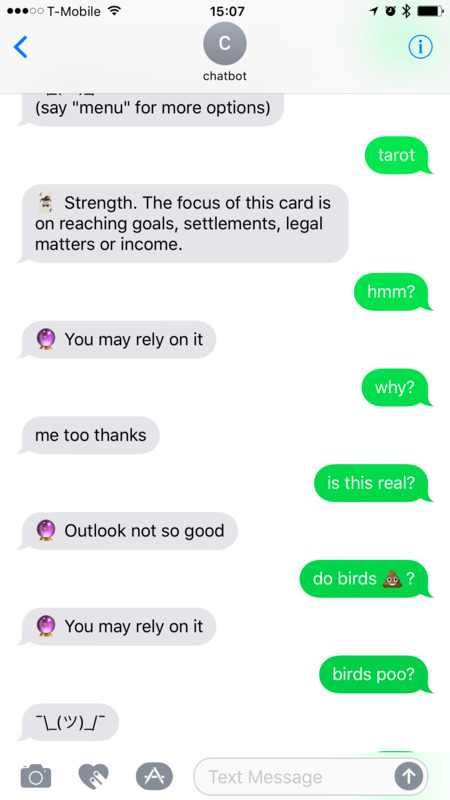 T-Mobile
15:07
C
chatbot
(say "menu" for more options)
tarot
Strength. The focus of this card is
on reaching goals, settlements, legal
matters or income.
hmm?
🔮 You may rely on it
why?
me too thanks
is this real?
🔮 Outlook not so good
do birds 💩 ?
🔮 You may rely on it
birds poo?
¯\_(ツ)_/¯
Text Message